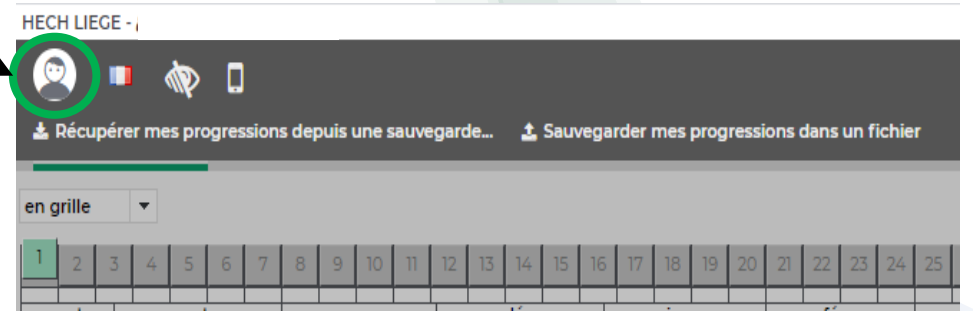 HECH LIEGE -
Récupérer mes progressions depuis une sauvegarde... Sauvegarder mes progressions dans un fichier
en grille
1 2 3 4 5 6 7 8 9 10 11 12 13 14 15 16 17 18 19 20 21 22 23 24 25